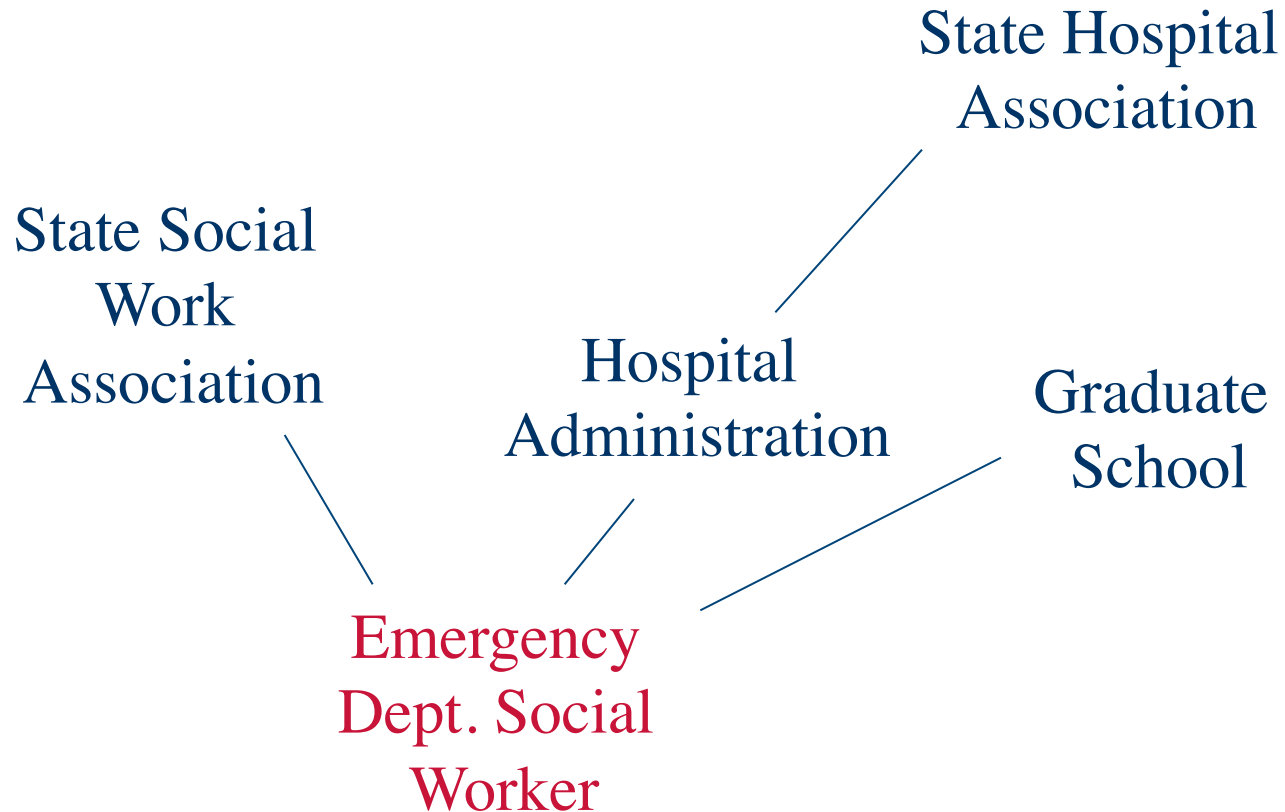 State Hospital
Association
State Social
Work
Association
Hospital
Administration
Graduate
School
Emergency
Dept. Social
Worker